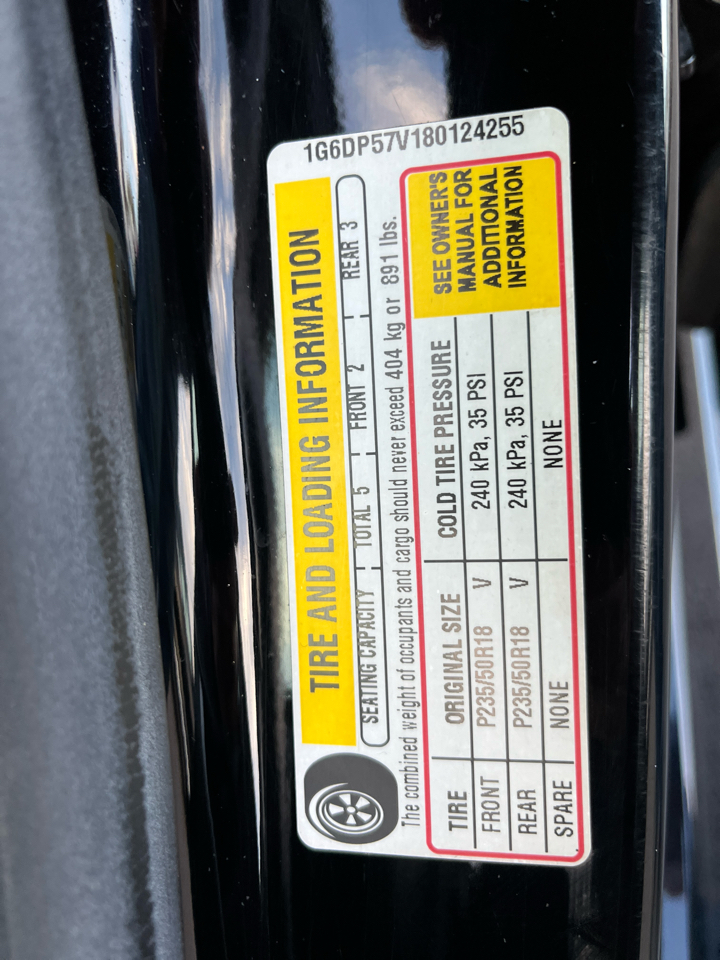 1G6DP57V180124255
TIRE AND LOADING INFORMATION
SEATING CAPACITY TOTAL 5 FRONT 2 REAR 3
The combined weight of occupants and cargo should never exceed 404 kg or 891 lbs.
TIRE ORIGINAL SIZE COLD TIRE PRESSURE
FRONT P235/50R18 V 240 kPa, 35 PSI
REAR P235/50R18 V 240 kPa, 35 PSI
SPARE NONE NONE
SEE OWNER'S
MANUAL FOR
ADDITIONAL
INFORMATION